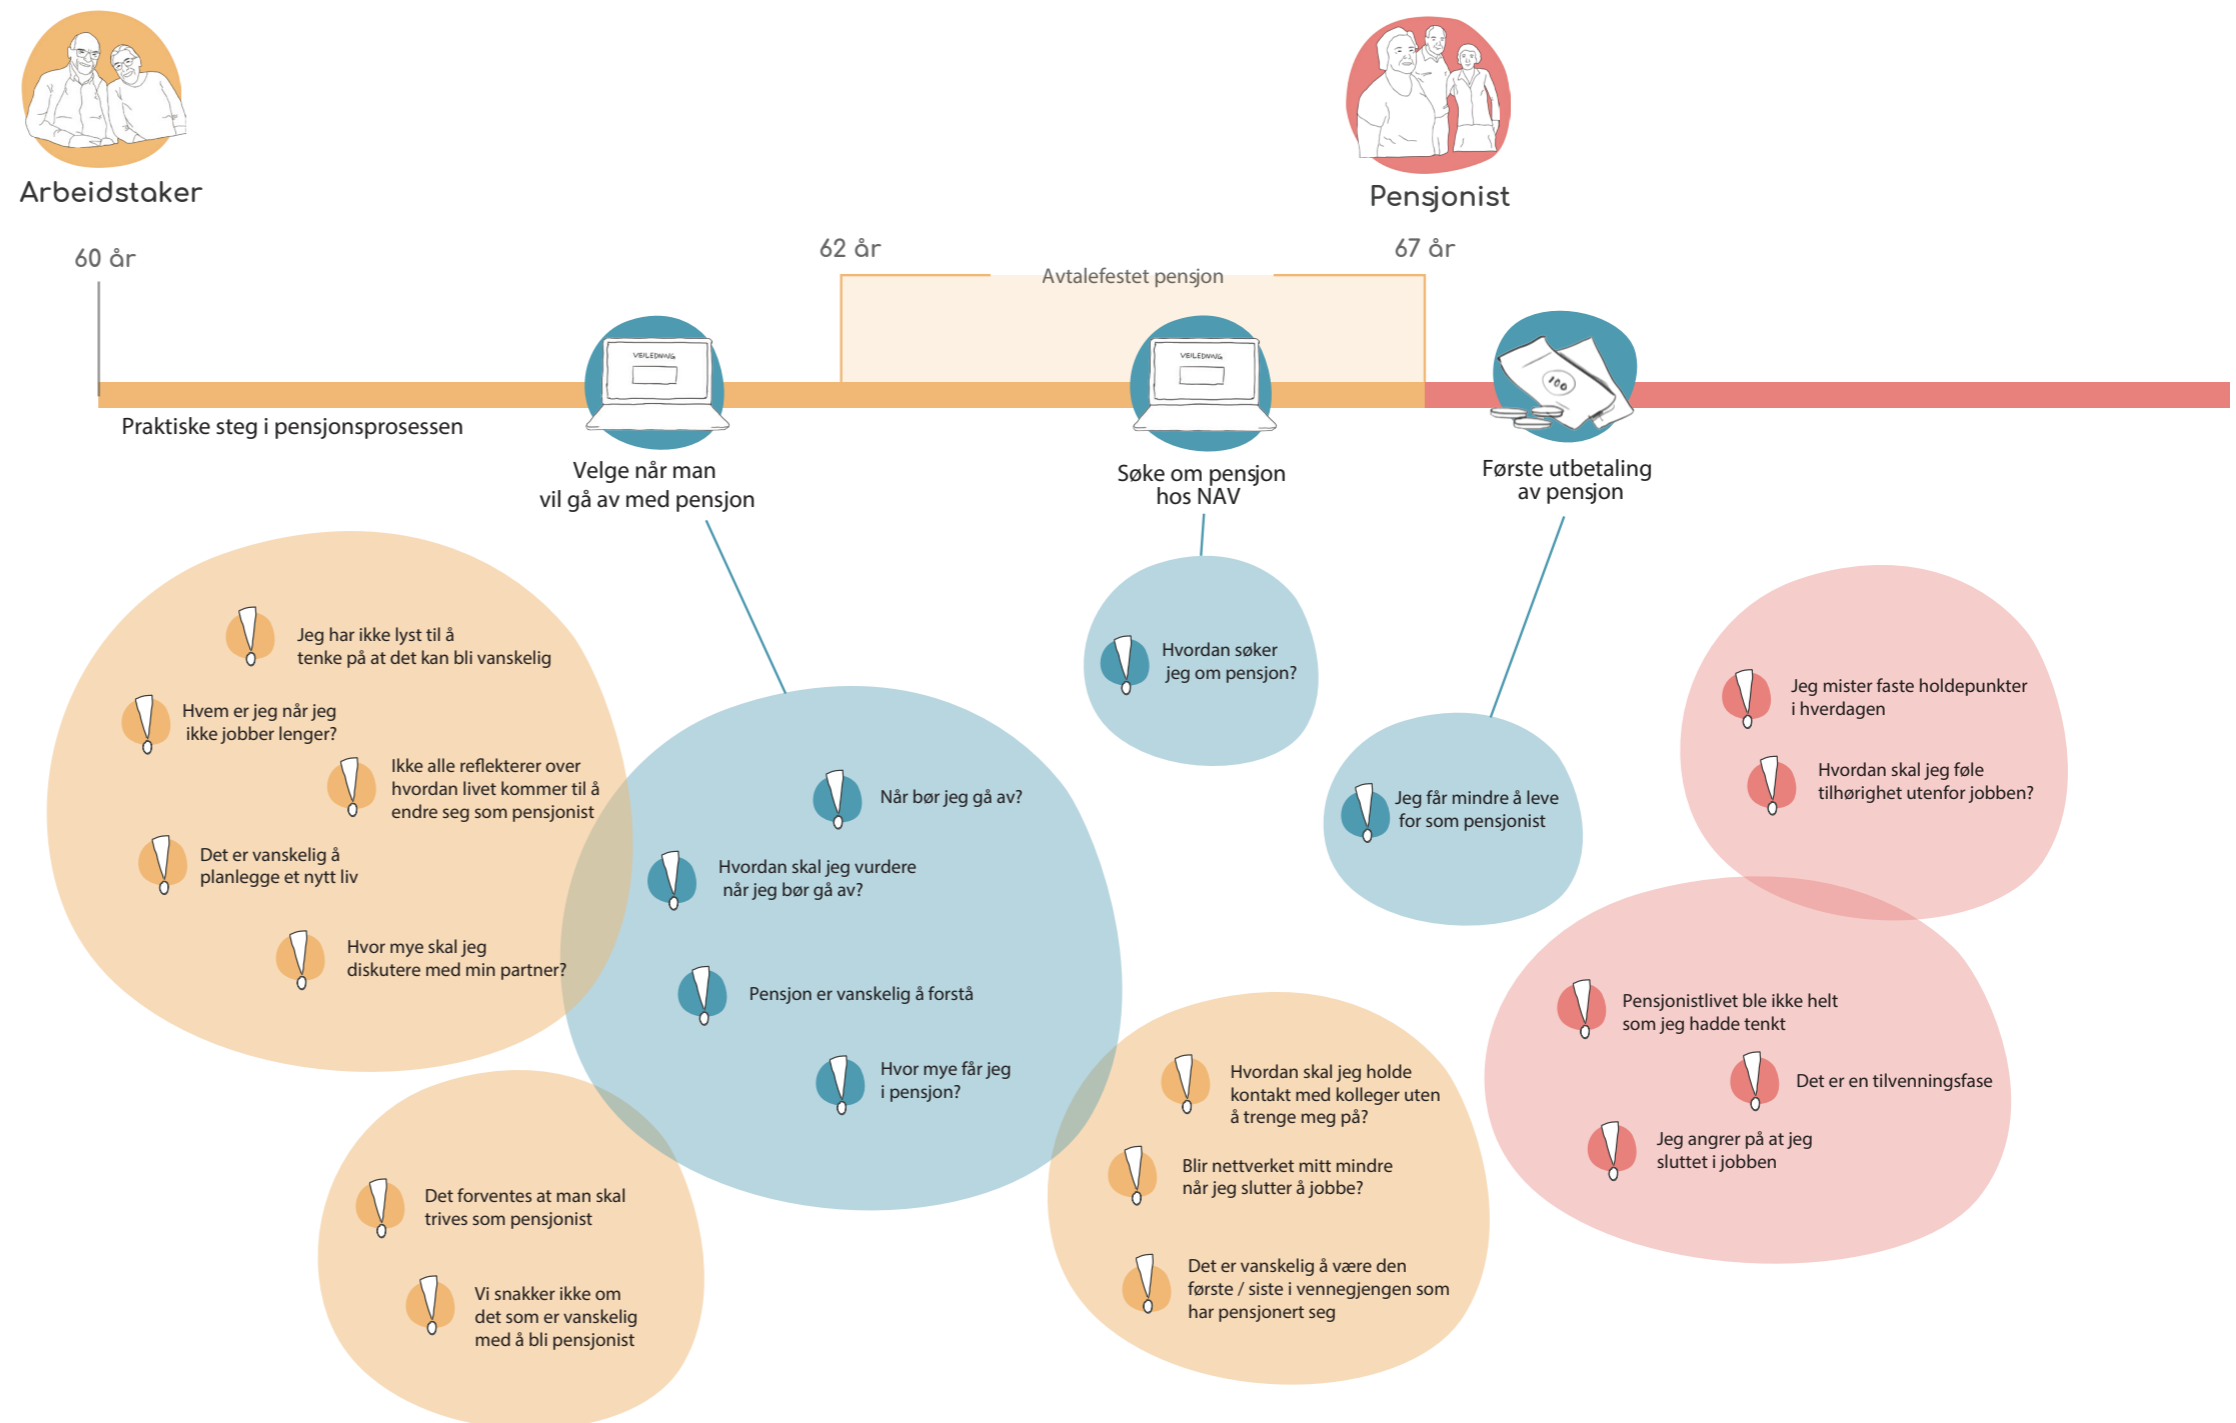 Arbeidstaker
Pensjonist
60 år
62 år
67 år
Avtalefestet pensjon
VEILEDNING
VEILEDNING
100
Praktiske steg i pensjonsprosessen
Velge når man
vil gå av med pensjon
Søke om pensjon
hos NAV
Første utbetaling
av pensjon
Jeg har ikke lyst til å
tenke på at det kan bli vanskelig
Hvem er jeg når jeg
ikke jobber lenger?
Ikke alle reflekterer over
hvordan livet kommer til å
endre seg som pensjonist
Det er vanskelig å
planlegge et nytt liv
Hvor mye skal jeg
diskutere med min partner?
Når bør jeg gå av?
Hvordan skal jeg vurdere
når jeg bør gå av?
Pensjon er vanskelig å forstå
Hvor mye får jeg
i pensjon?
Hvordan søker
jeg om pensjon?
Jeg får mindre å leve
for som pensjonist
Jeg mister faste holdepunkter
i hverdagen
Hvordan skal jeg føle
tilhørighet utenfor jobben?
Pensjonistlivet ble ikke helt
som jeg hadde tenkt
Det er en tilvenningsfase
Jeg angrer på at jeg
sluttet i jobben
Hvordan skal jeg holde
kontakt med kolleger uten
å trenge meg på?
Blir nettverket mitt mindre
når jeg slutter å jobbe?
Det er vanskelig å være den
første / siste i vennegjengen som
har pensjonert seg
Det forventes at man skal
trives som pensjonist
Vi snakker ikke om
det som er vanskelig
med å bli pensjonist